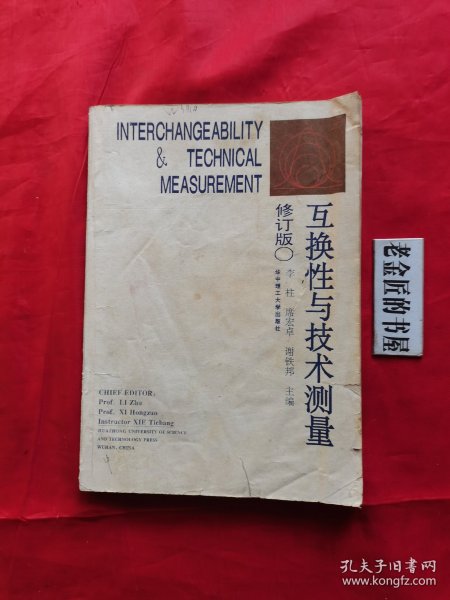 INTERCHANGEABILITY
& TECHNICAL
MEASUREMENT
互换性与技术测量
修订版
李柱 席宏卓 谢铁邦 主编
华中理工大学出版社
CHIEF EDITOR:
Prof. LI Zhu
Prof. XI Hongzuo
Instructor XIE Tiebang
HUAZHONG UNIVERSITY OF SCIENCE
AND TECHNOLOGY PRESS
WUHAN, CHINA
老金匠的书屋
孔夫子旧书网
www.kongfz.com